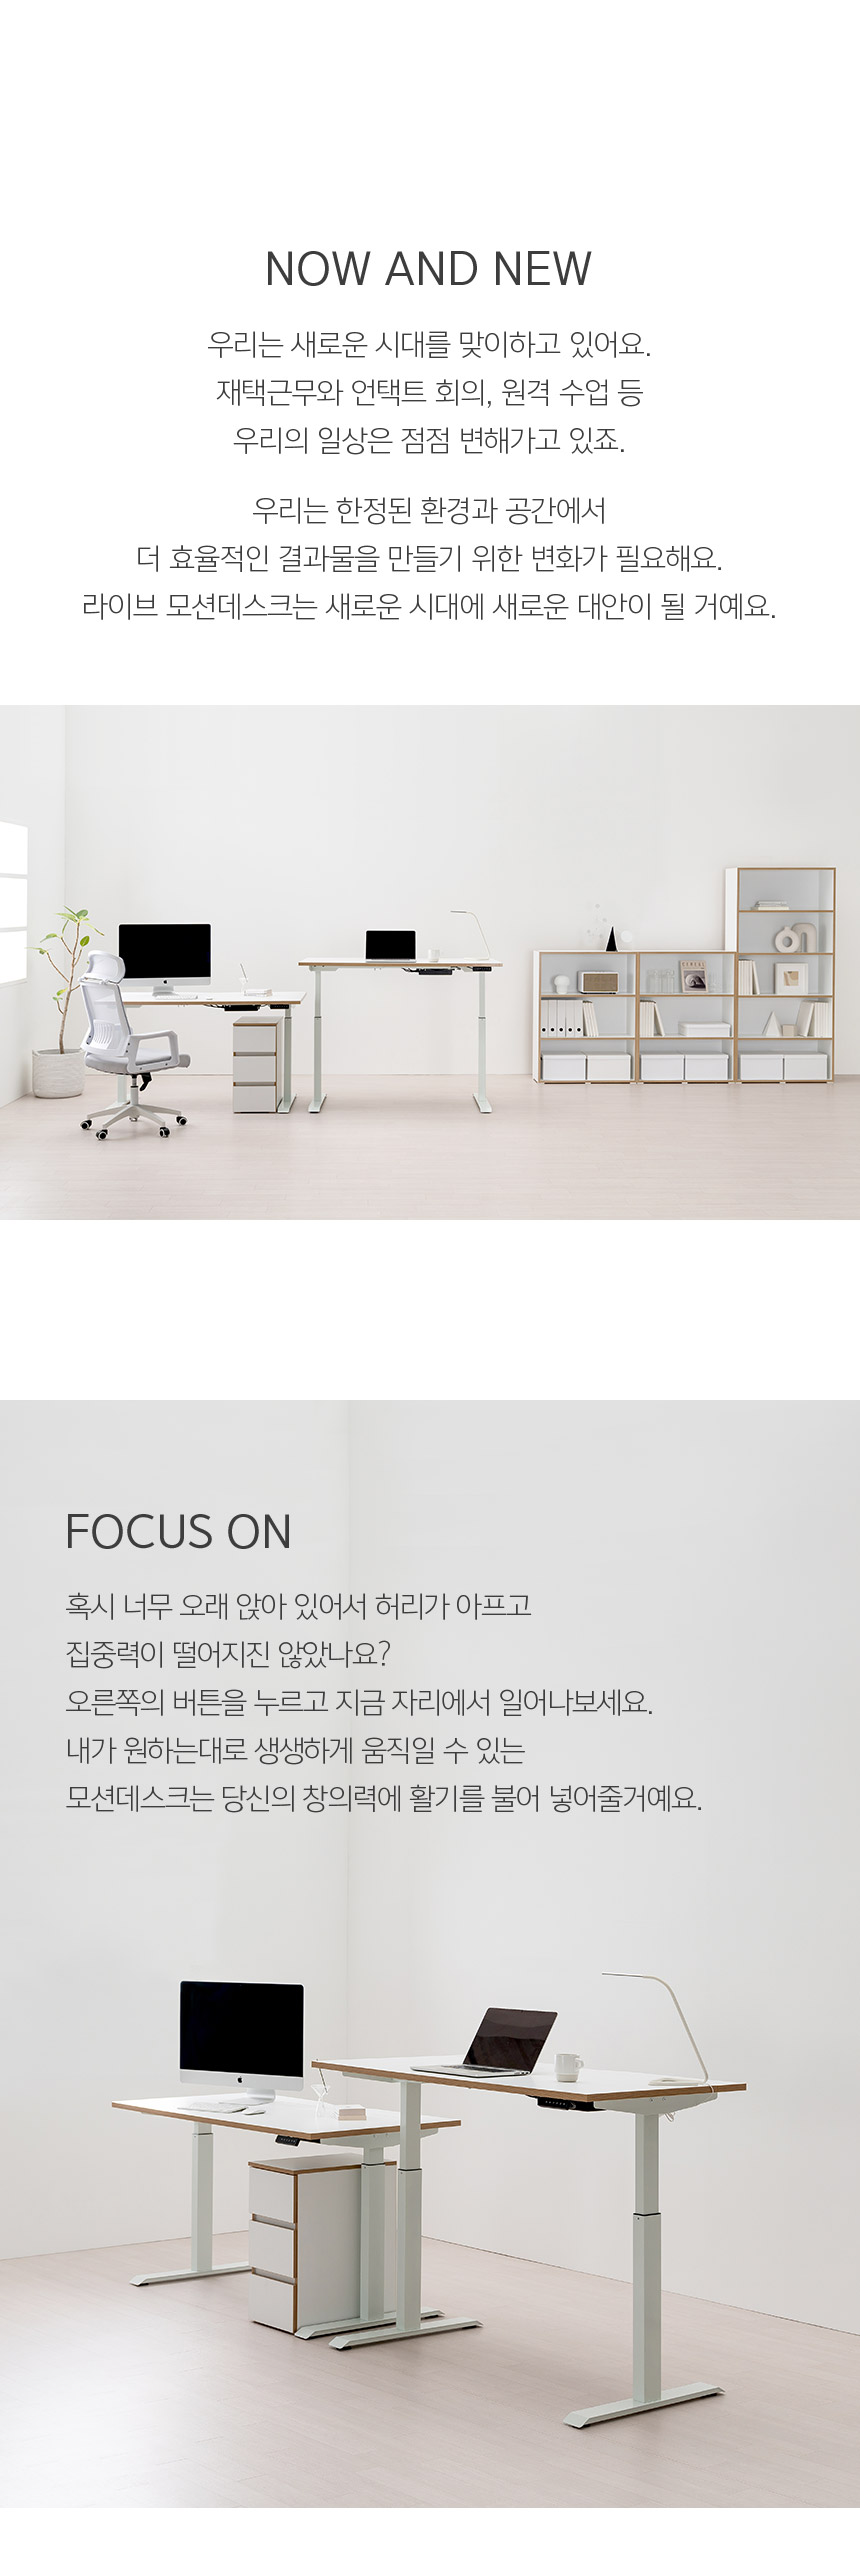 NOW AND NEW
우리는 새로운 시대를 맞이하고 있어요.
재택근무와 언택트 회의, 원격 수업 등
우리의 일상은 점점 변해가고 있죠.
우리는 한정된 환경과 공간에서
더 효율적인 결과물을 만들기 위한 변화가 필요해요.
라이브 모션데스크는 새로운 시대에 새로운 대안이 될 거예요.
FOCUS ON
혹시 너무 오래 앉아 있어서 허리가 아프고
집중력이 떨어지진 않았나요?
오른쪽의 버튼을 누르고 지금 자리에서 일어나보세요.
내가 원하는대로 생생하게 움직일 수 있는
모션데스크는 당신의 창의력에 활기를 불어 넣어줄거예요.